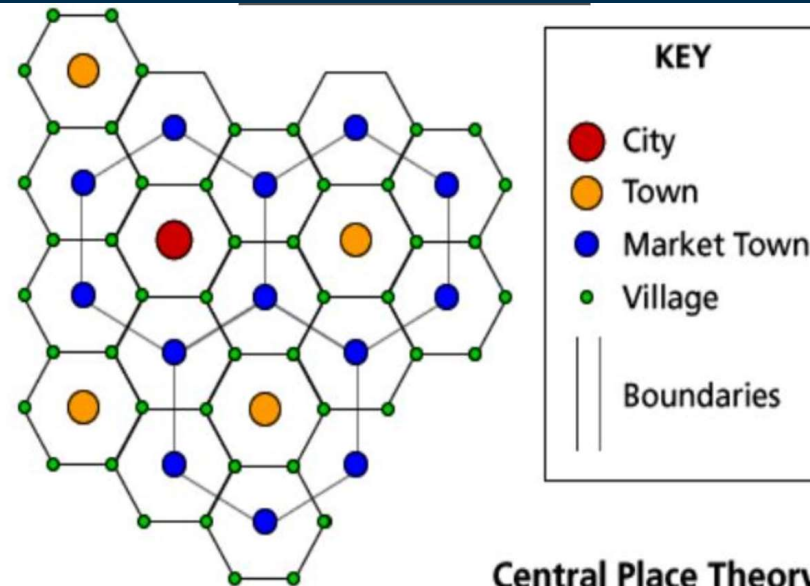 KEY
City
Town
Market Town
Village
Boundaries
Central Place Theory